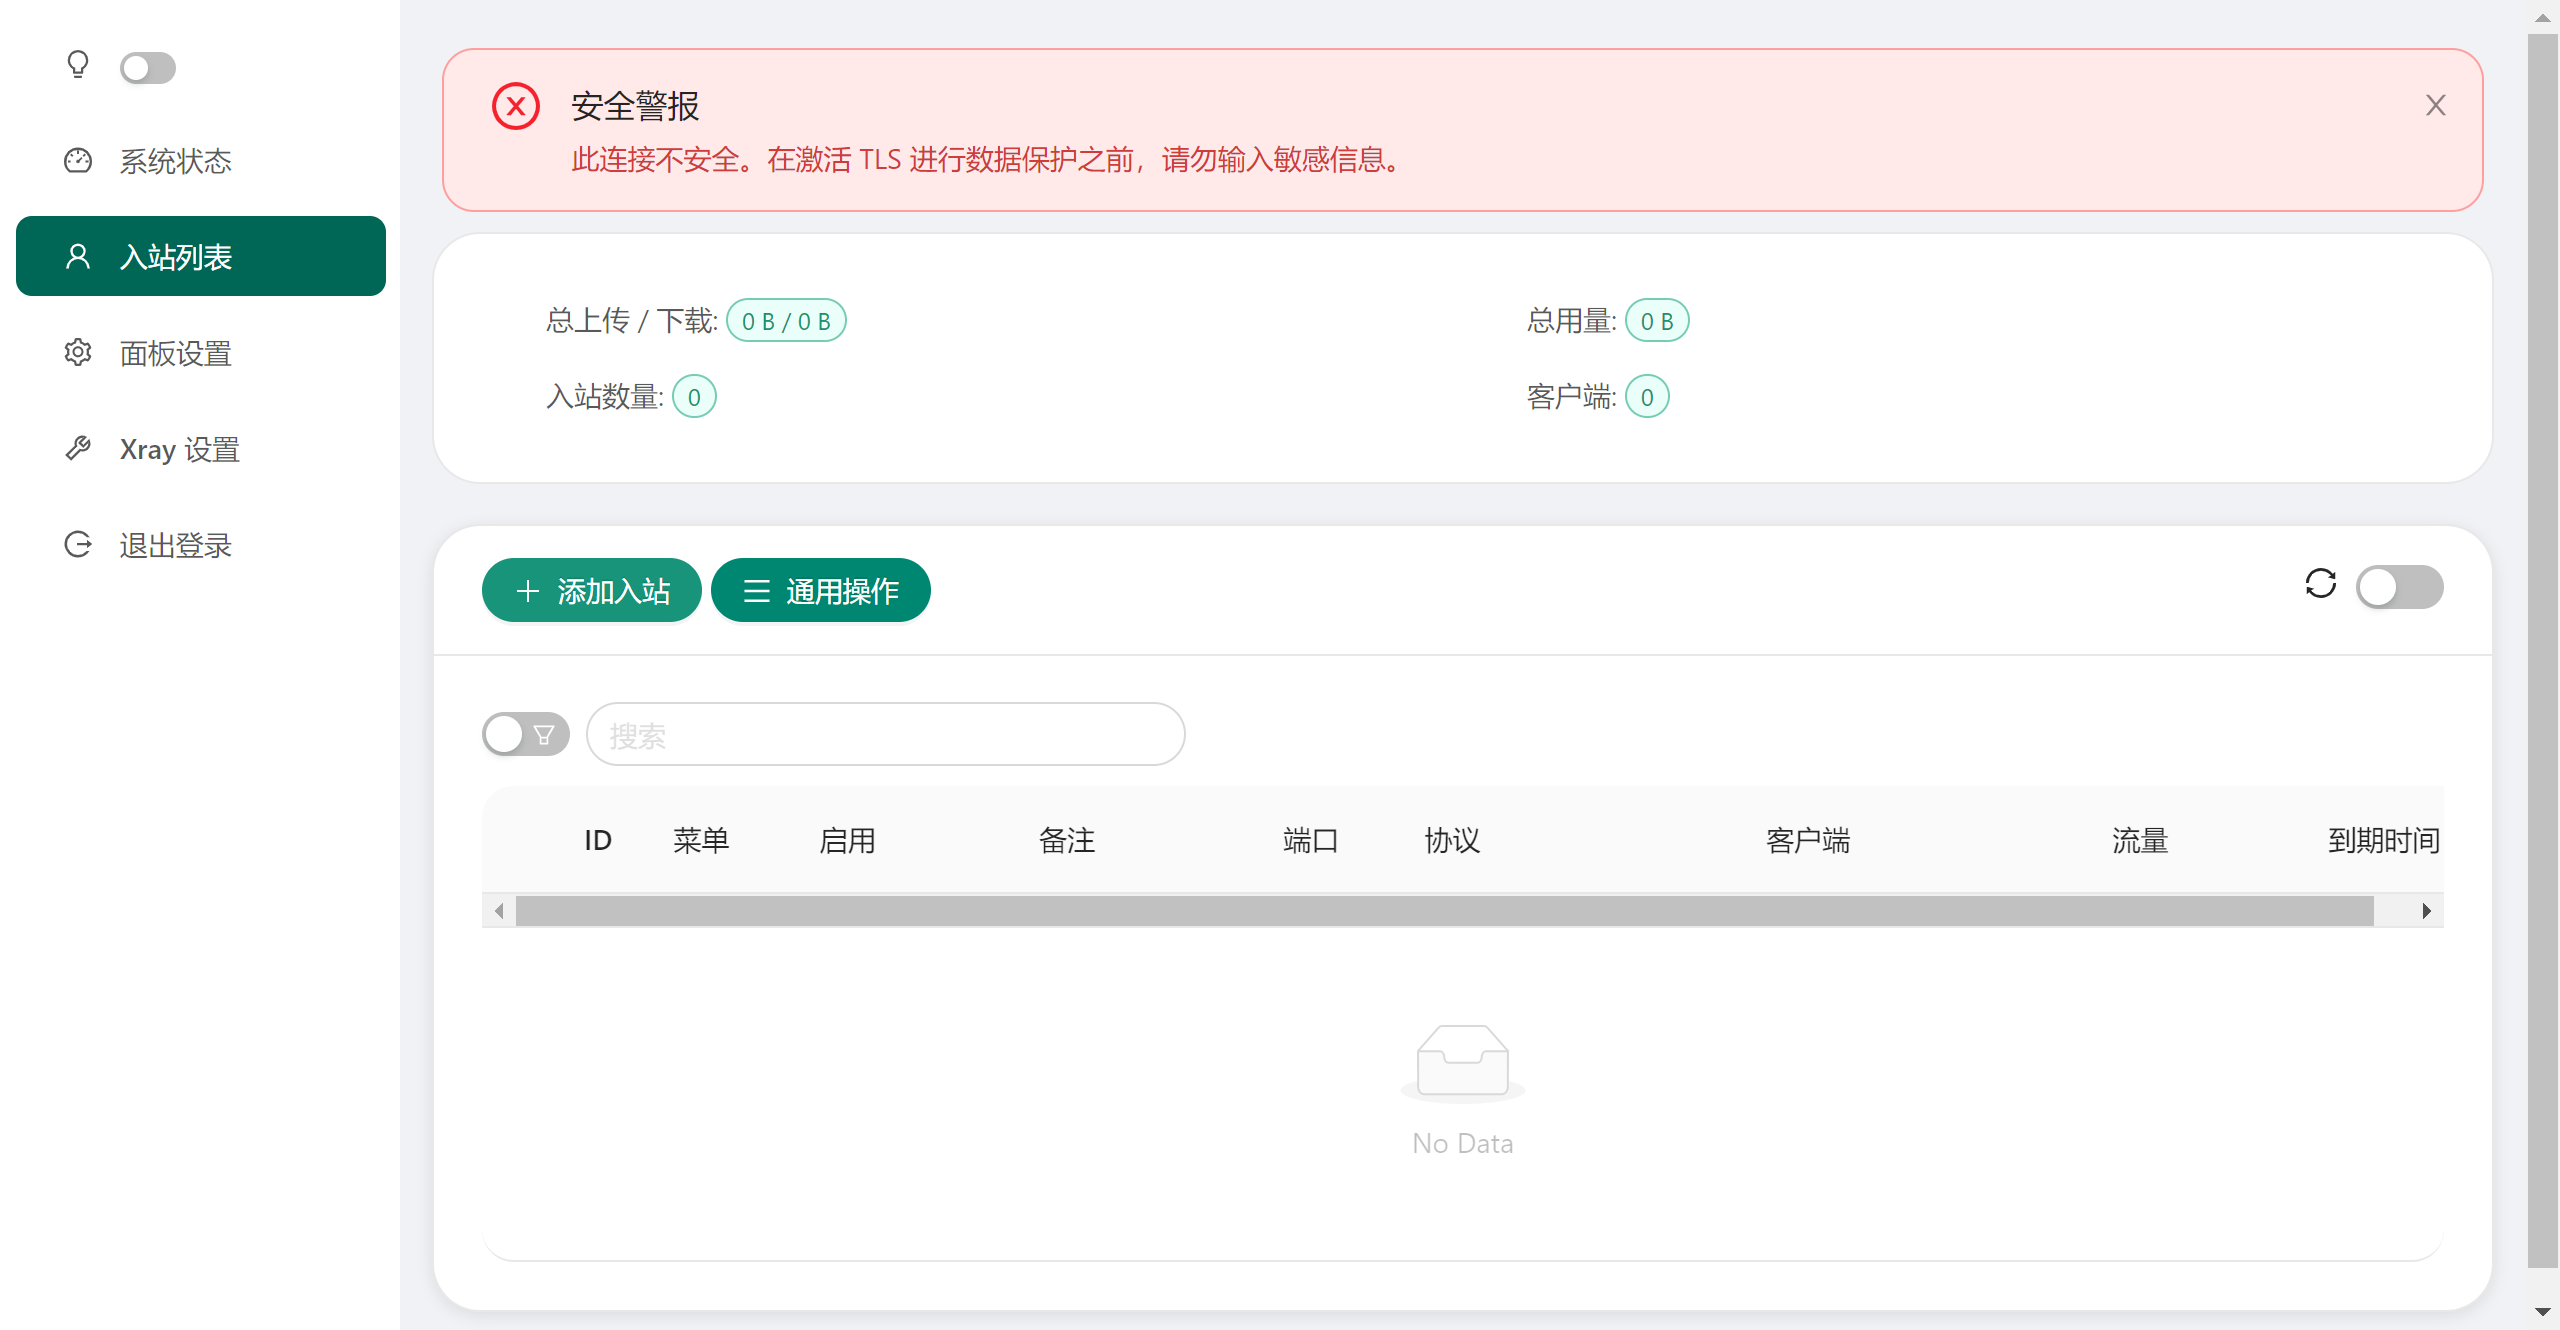 系统状态
入站列表
面板设置
Xray 设置
退出登录
安全警报
此连接不安全。在激活 TLS 进行数据保护之前，请勿输入敏感信息。
总上传 / 下载: 0 B / 0 B
总用量: 0 B
入站数量: 0
客户端: 0
添加入站 通用操作
搜索
ID 菜单 启用 备注 端口 协议 客户端 流量 到期时间
No Data